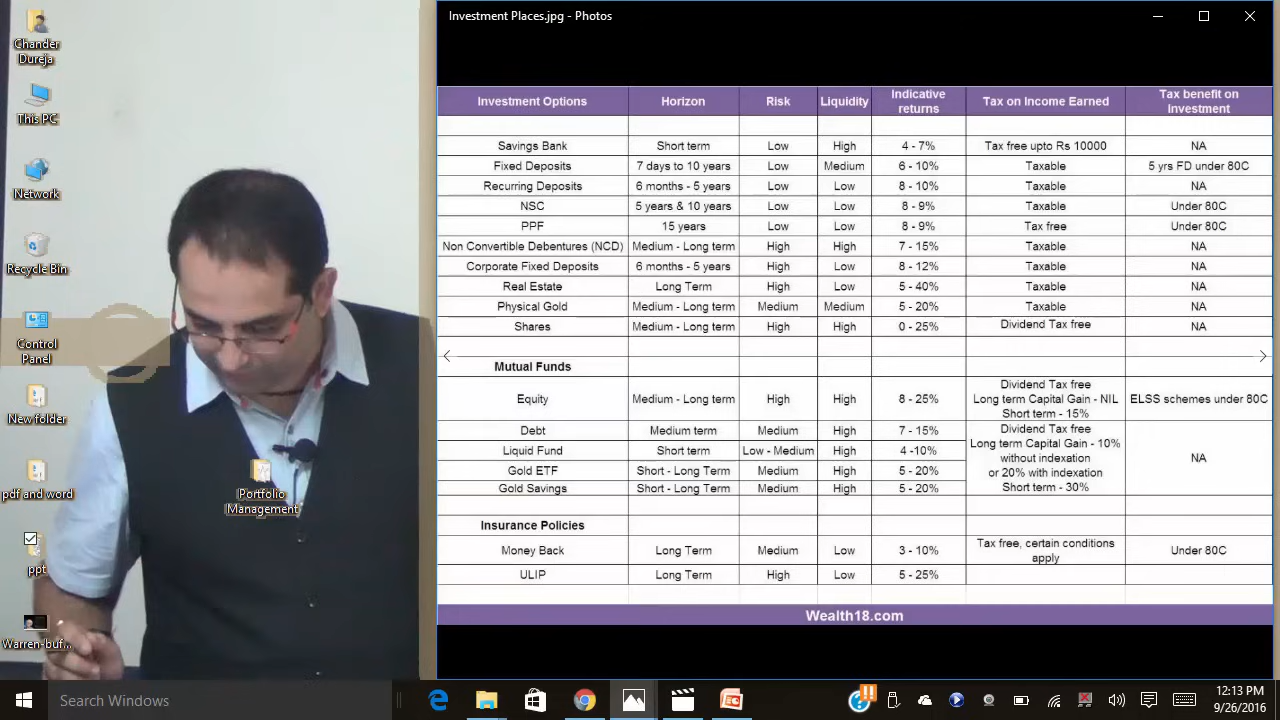 Chander
Dureja
This PC
Network
Recycle Bin
Control
Panel
New folder
pdf and word
ppt
Warren-buf...
Portfolio
Management
Investment Places.jpg - Photos
Investment Options Horizon Risk Liquidity Indicative returns Tax on Income Earned Tax benefit on Investment
Savings Bank Short term Low High 4 - 7% Tax free upto Rs 10000 NA
Fixed Deposits 7 days to 10 years Low Medium 6 - 10% Taxable 5 yrs FD under 80C
Recurring Deposits 6 months - 5 years Low Low 8 - 10% Taxable NA
NSC 5 years & 10 years Low Low 8 - 9% Taxable Under 80C
PPF 15 years Low Low 8 - 9% Tax free Under 80C
Non Convertible Debentures (NCD) Medium - Long term High High 7 - 15% Taxable NA
Corporate Fixed Deposits 6 months - 5 years High Low 8 - 12% Taxable NA
Real Estate Long Term High Low 5 - 40% Taxable NA
Physical Gold Medium - Long term Medium Medium 5 - 20% Taxable NA
Shares Medium - Long term High High 0 - 25% Dividend Tax free NA
Mutual Funds
Equity Medium - Long term High High 8 - 25% Dividend Tax free Long term Capital Gain - NIL Short term - 15% ELSS schemes under 80C
Debt Medium term Medium High 7 - 15% Dividend Tax free
Liquid Fund Short term Low - Medium High 4 -10% Long term Capital Gain - 10% without indexation NA
Gold ETF Short - Long Term Medium High 5 - 20% or 20% with indexation
Gold Savings Short - Long Term Medium High 5 - 20% Short term - 30%
Insurance Policies
Money Back Long Term Medium Low 3 - 10% Tax free, certain conditions apply Under 80C
ULIP Long Term High Low 5 - 25%
Wealth18.com
Search Windows
12:13 PM
9/26/2016